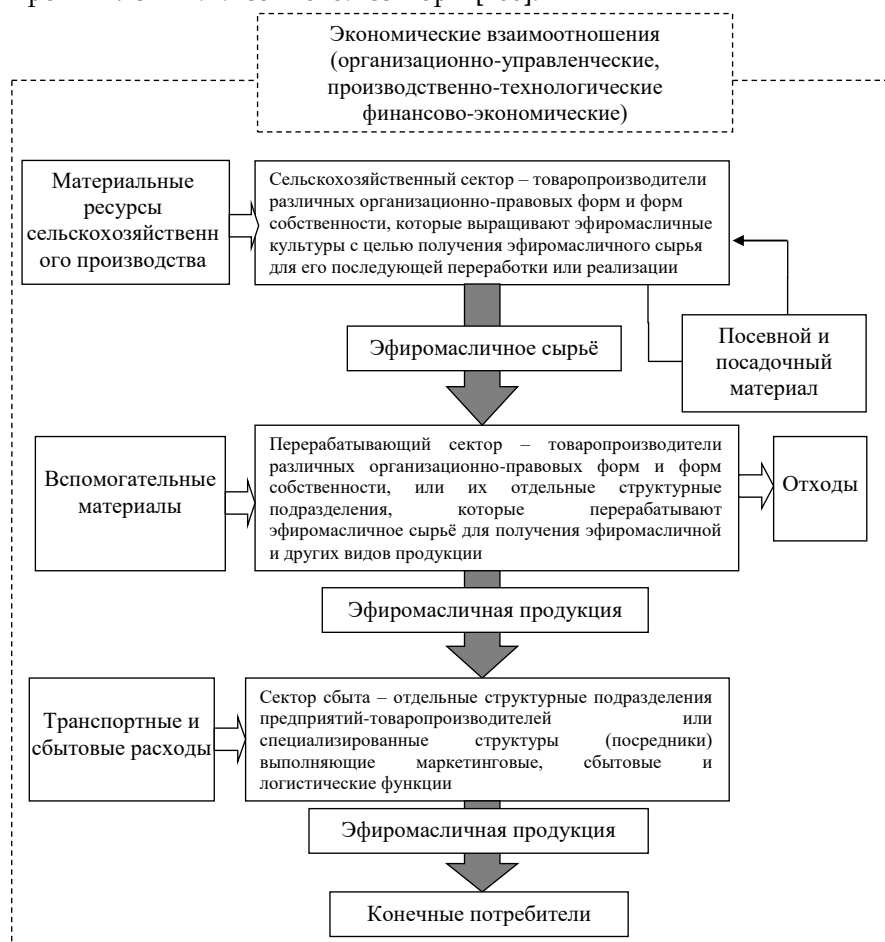 Экономические взаимоотношения
(организационно-управленческие,
производственно-технологические
финансово-экономические)
Материальные
ресурсы
сельскохозяйственн
ого производства
Сельскохозяйственный сектор – товаропроизводители
различных организационно-правовых форм и форм
собственности, которые выращивают эфиромасличные
культуры с целью получения эфиромасличного сырья
для его последующей переработки или реализации
Эфиромасличное сырьё
Посевной и
посадочный
материал
Вспомогательные
материалы
Перерабатывающий сектор – товаропроизводители
различных организационно-правовых форм и форм
собственности, или их отдельные структурные
подразделения, которые перерабатывают
эфиромасличное сырьё для получения эфиромасличной
и других видов продукции
Отходы
Эфиромасличная продукция
Транспортные и
сбытовые расходы
Сектор сбыта – отдельные структурные подразделения
предприятий-товаропроизводителей или
специализированные структуры (посредники)
выполняющие маркетинговые, сбытовые и
логистические функции
Эфиромасличная продукция
Конечные потребители